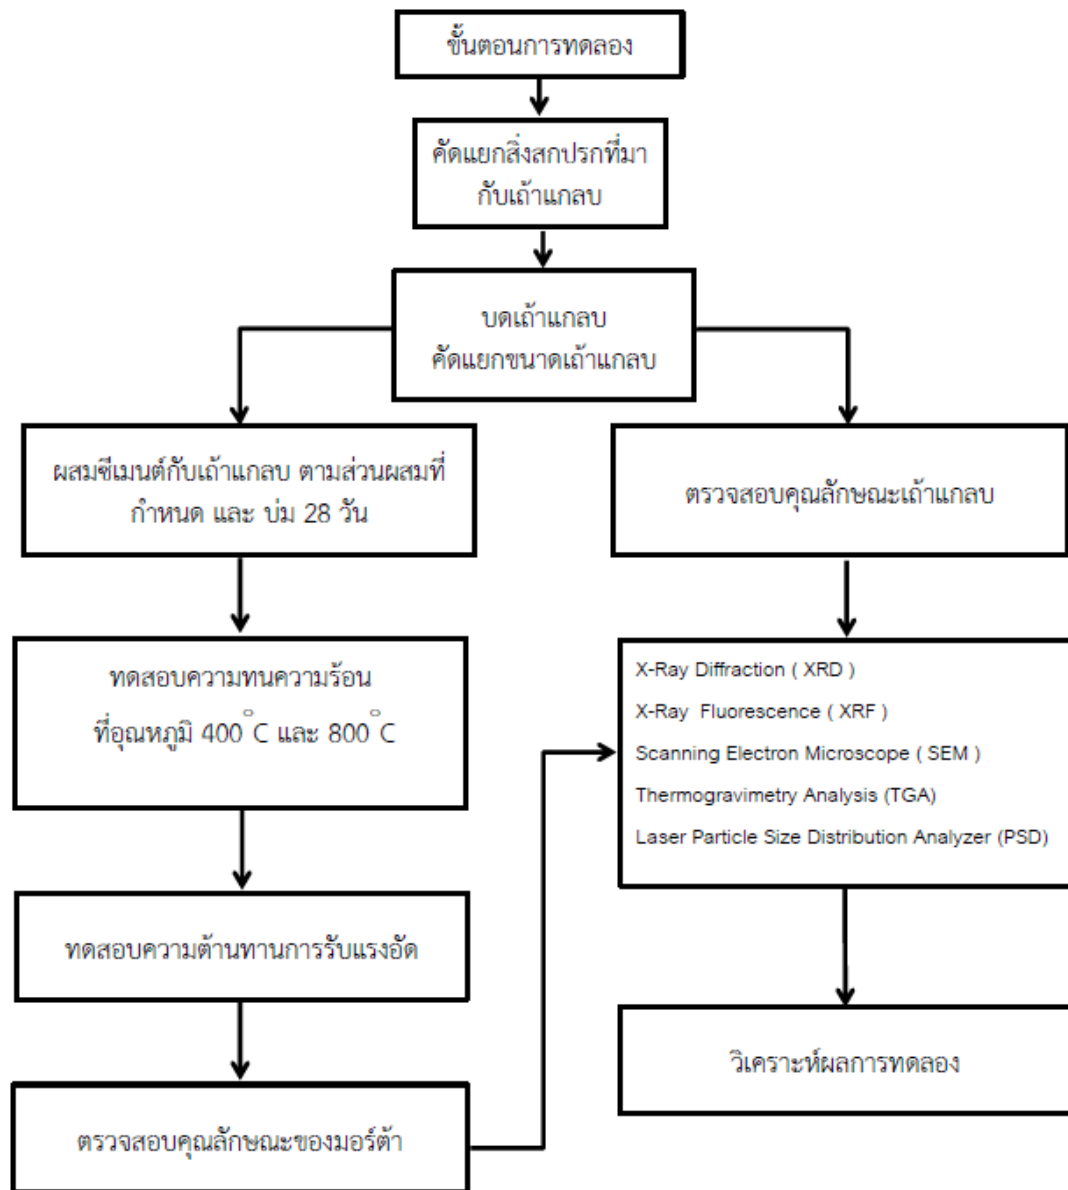 ขั้นตอนการทดลอง
คัดแยกสิ่งสกปรกที่มา
กับเถ้าแกลบ
บดเถ้าแกลบ
คัดแยกขนาดเถ้าแกลบ
ผสมซีเมนต์กับเถ้าแกลบ ตามส่วนผสมที่
กำหนด และ บ่ม 28 วัน
ทดสอบความทนความร้อน
ที่อุณหภูมิ 400 ͦC และ 800 ͦC
ทดสอบความต้านทานการรับแรงอัด
ตรวจสอบคุณลักษณะของมอร์ต้า
ตรวจสอบคุณลักษณะเถ้าแกลบ
X-Ray Diffraction ( XRD )
X-Ray Fluorescence ( XRF )
Scanning Electron Microscope ( SEM )
Thermogravimetry Analysis (TGA)
Laser Particle Size Distribution Analyzer (PSD)
วิเคราะห์ผลการทดลอง